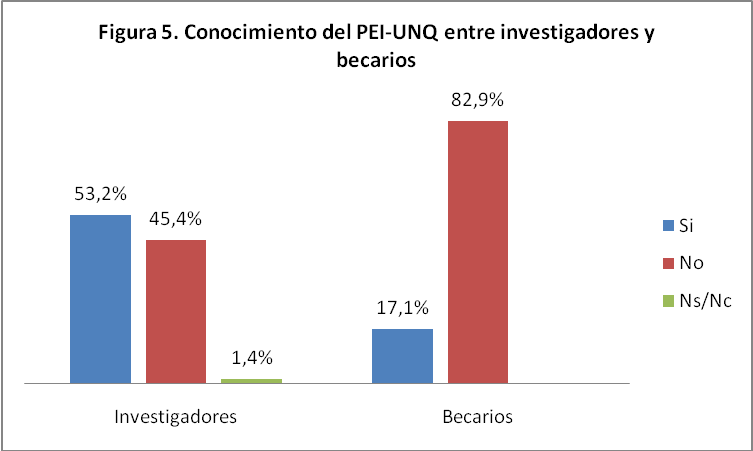 Figura 5. Conocimiento del PEI-UNQ entre investigadores y
becarios
82,9%
53,2%
45,4%
17,1%
1,4%
Si
No
Ns/Nc
Investigadores
Becarios